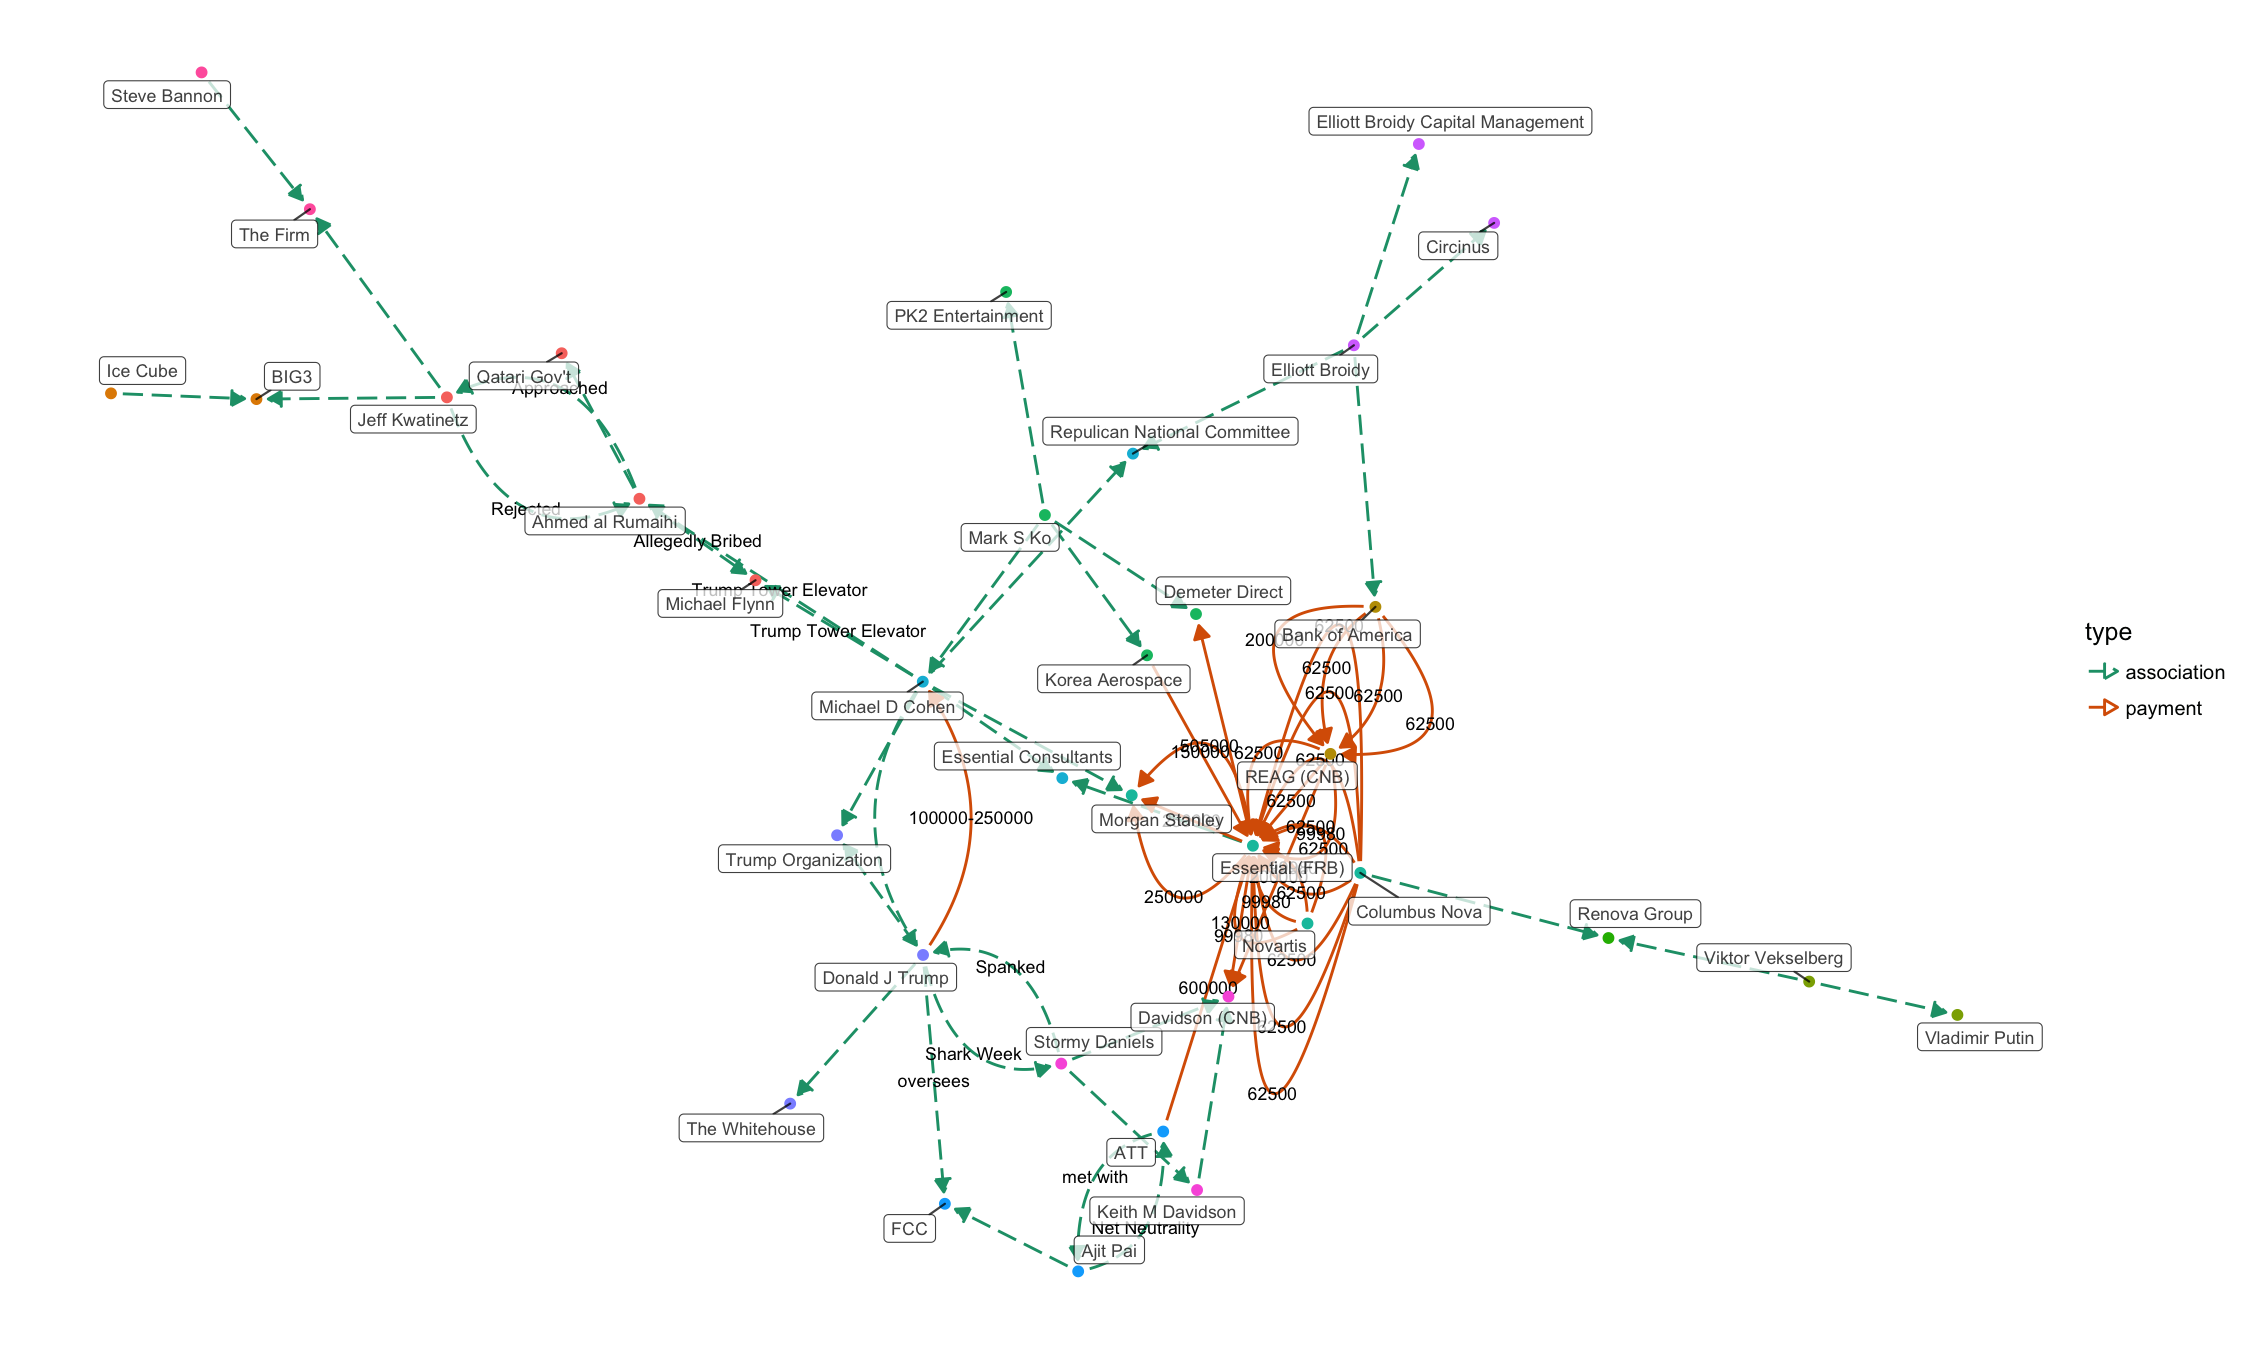 Steve Bannon
Elliott Broidy Capital Management
The Firm
Circinus
PK2 Entertainment
Ice Cube
BIG3
Qatari Gov't
Approached
Elliott Broidy
Jeff Kwatinetz
Repulican National Committee
Rejected
Ahmed al Rumaihi
Mark S Ko
Allegedly Bribed
Trump Tower Elevator
Michael Flynn
Demeter Direct
62500
Bank of America
200000
type
association
payment
Trump Tower Elevator
62500
Korea Aerospace
62500
62500
Michael D Cohen
62500
505000
150000
62500
62500
Essential Consultants
REAG (CNB)
62500
100000-250000
Morgan Stanley
62500
99980
62500
Trump Organization
Essential (FRB)
200000
62500
250000
99980
Columbus Nova
Renova Group
130000
99980
Novartis
62500
Viktor Vekselberg
Spanked
Donald J Trump
600000
Davidson (CNB)
62500
Vladimir Putin
Stormy Daniels
Shark Week
oversees
62500
The Whitehouse
ATT
met with
Keith M Davidson
FCC
Net Neutrality
Ajit Pai